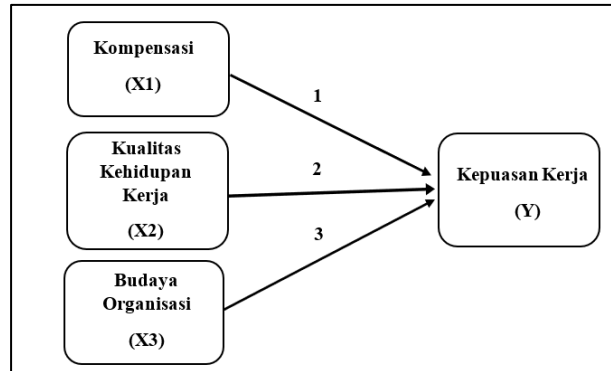 Kompensasi
(X1)
1
Kualitas
Kehidupan
Kerja
(X2)
2
Kepuasan Kerja
(Y)
3
Budaya
Organisasi
(X3)